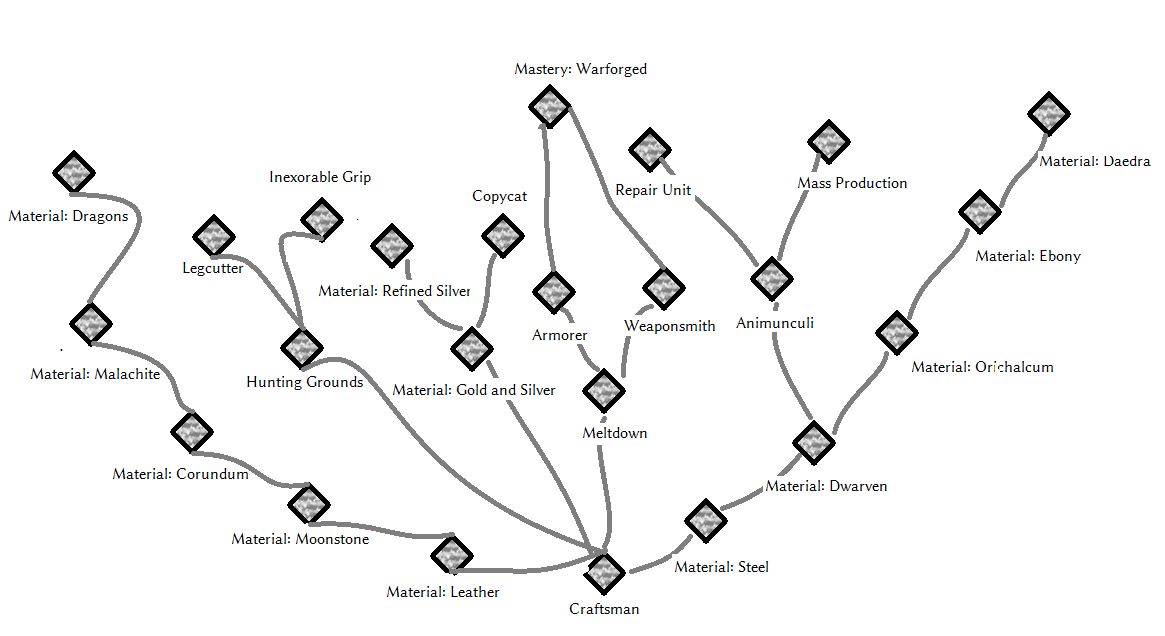 Mastery: Warforged
Material: Daedra
Inexorable Grip
Mass Production
Repair Unit
Copycat
Material: Dragons
Material: Ebony
Legcutter
Material: Refined Silver
Animunculi
Weaponsmith
Armorer
Material: Orichalcum
Material: Malachite
Hunting Grounds
Material: Gold and Silver
Meltdown
Material: Corundum
Material: Dwarven
Material: Moonstone
Material: Steel
Material: Leather
Craftsman